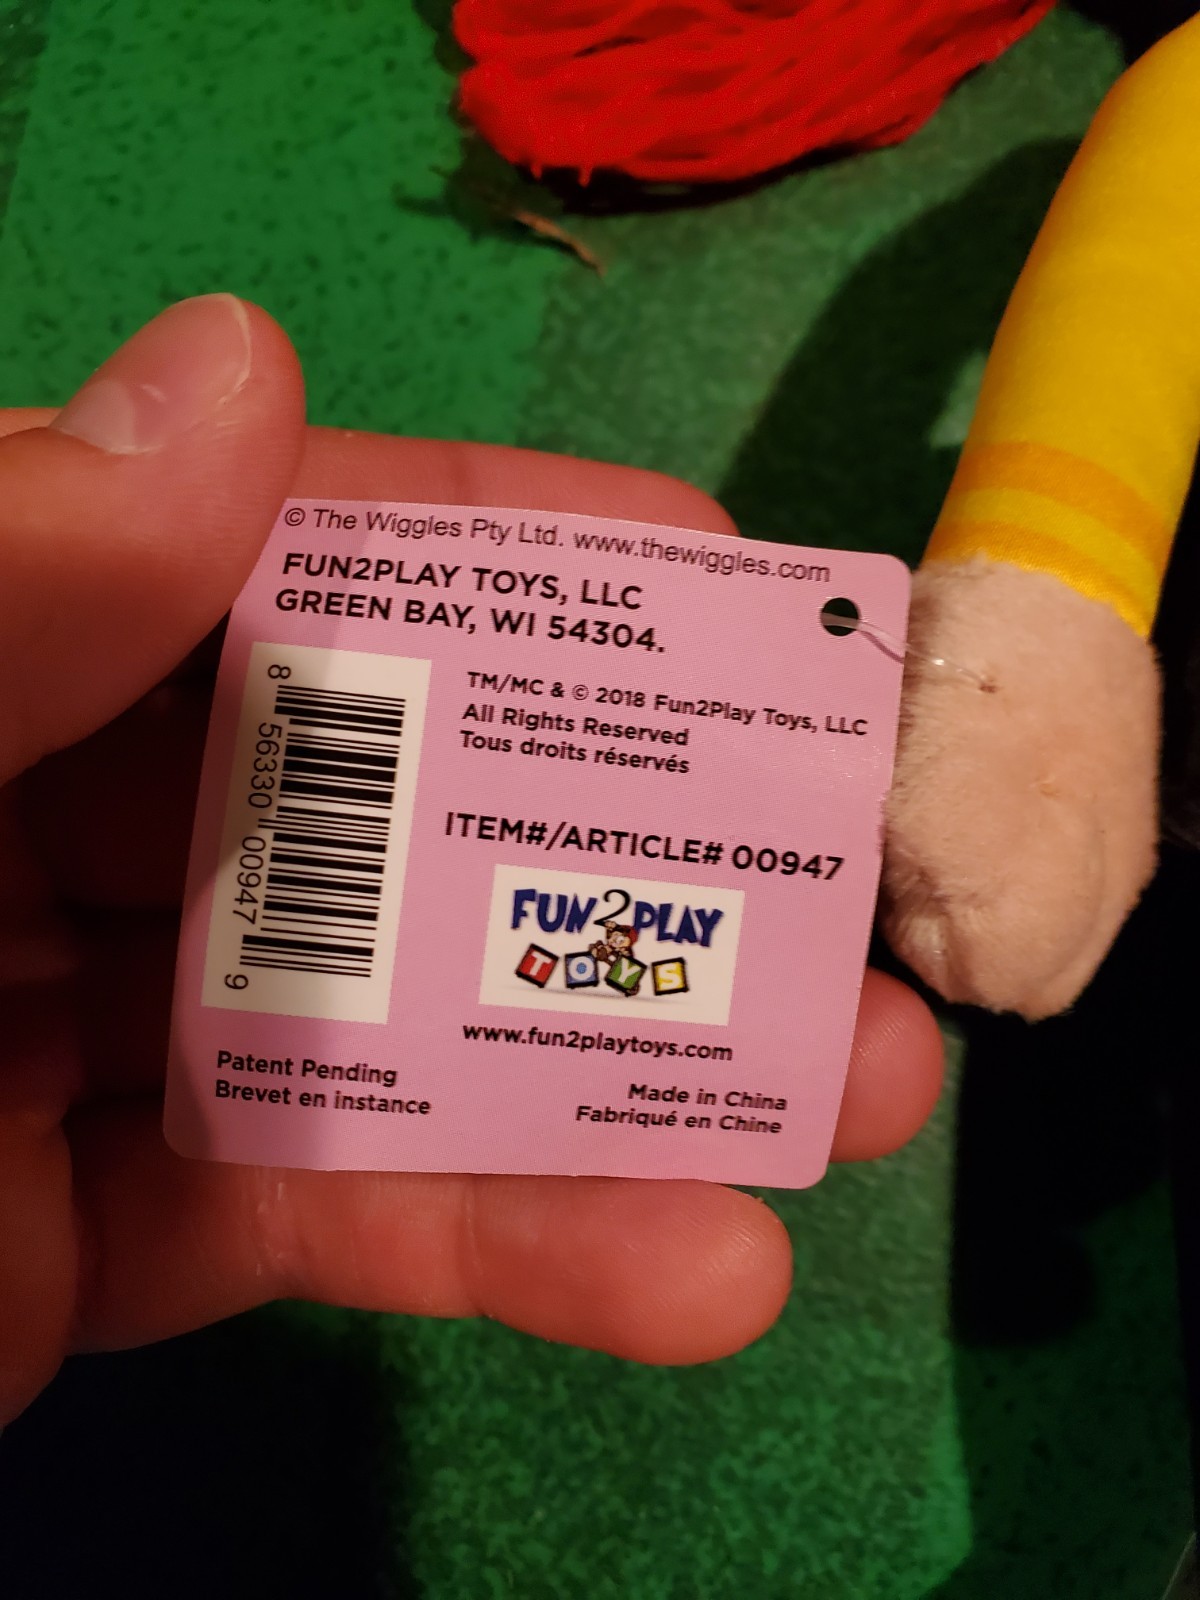 © The Wiggles Pty Ltd. www.thewiggles.com
FUN2PLAY TOYS, LLC
GREEN BAY, WI 54304.
TM/MC & © 2018 Fun2Play Toys, LLC
All Rights Reserved
Tous droits réservés
8 56330 00947 9
ITEM#/ARTICLE# 00947
FUN2PLAY
TOYS
www.fun2playtoys.com
Patent Pending
Brevet en instance
Made in China
Fabriqué en Chine